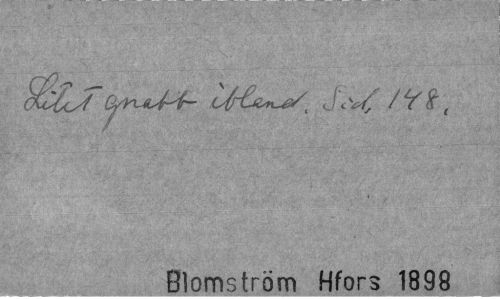 Litet gnabb ibland. Sid. 148.
Blomström Hfors 1898